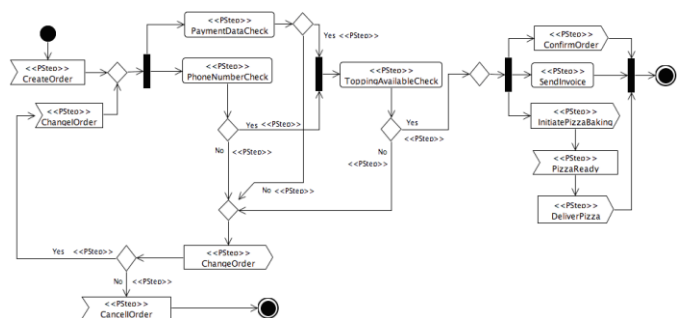 <<PStep>>
PaymentDataCheck
<<PStep>>
ConfirmOrder
Yes <<PStep>>
<<PStep>>
CreateOrder
<<PStep>>
PhoneNumberCheck
<<PStep>>
ToppingAvailableCheck
<<PStep>>
SendInvoice
<<PStep>>
ChangelOrder
Yes <<PStep>>
Yes
<<PStep>>
<<PStep>>
InitiatePizzaBaking
No <<PStep>>
No
<<PStep>>
<<PStep>>
PizzaReady
No <<PStep>>
<<PStep>>
DeliverPizza
Yes <<PStep>>
<<PStep>>
ChangeOrder
No <<PStep>>
<<PStep>>
CancellOrder